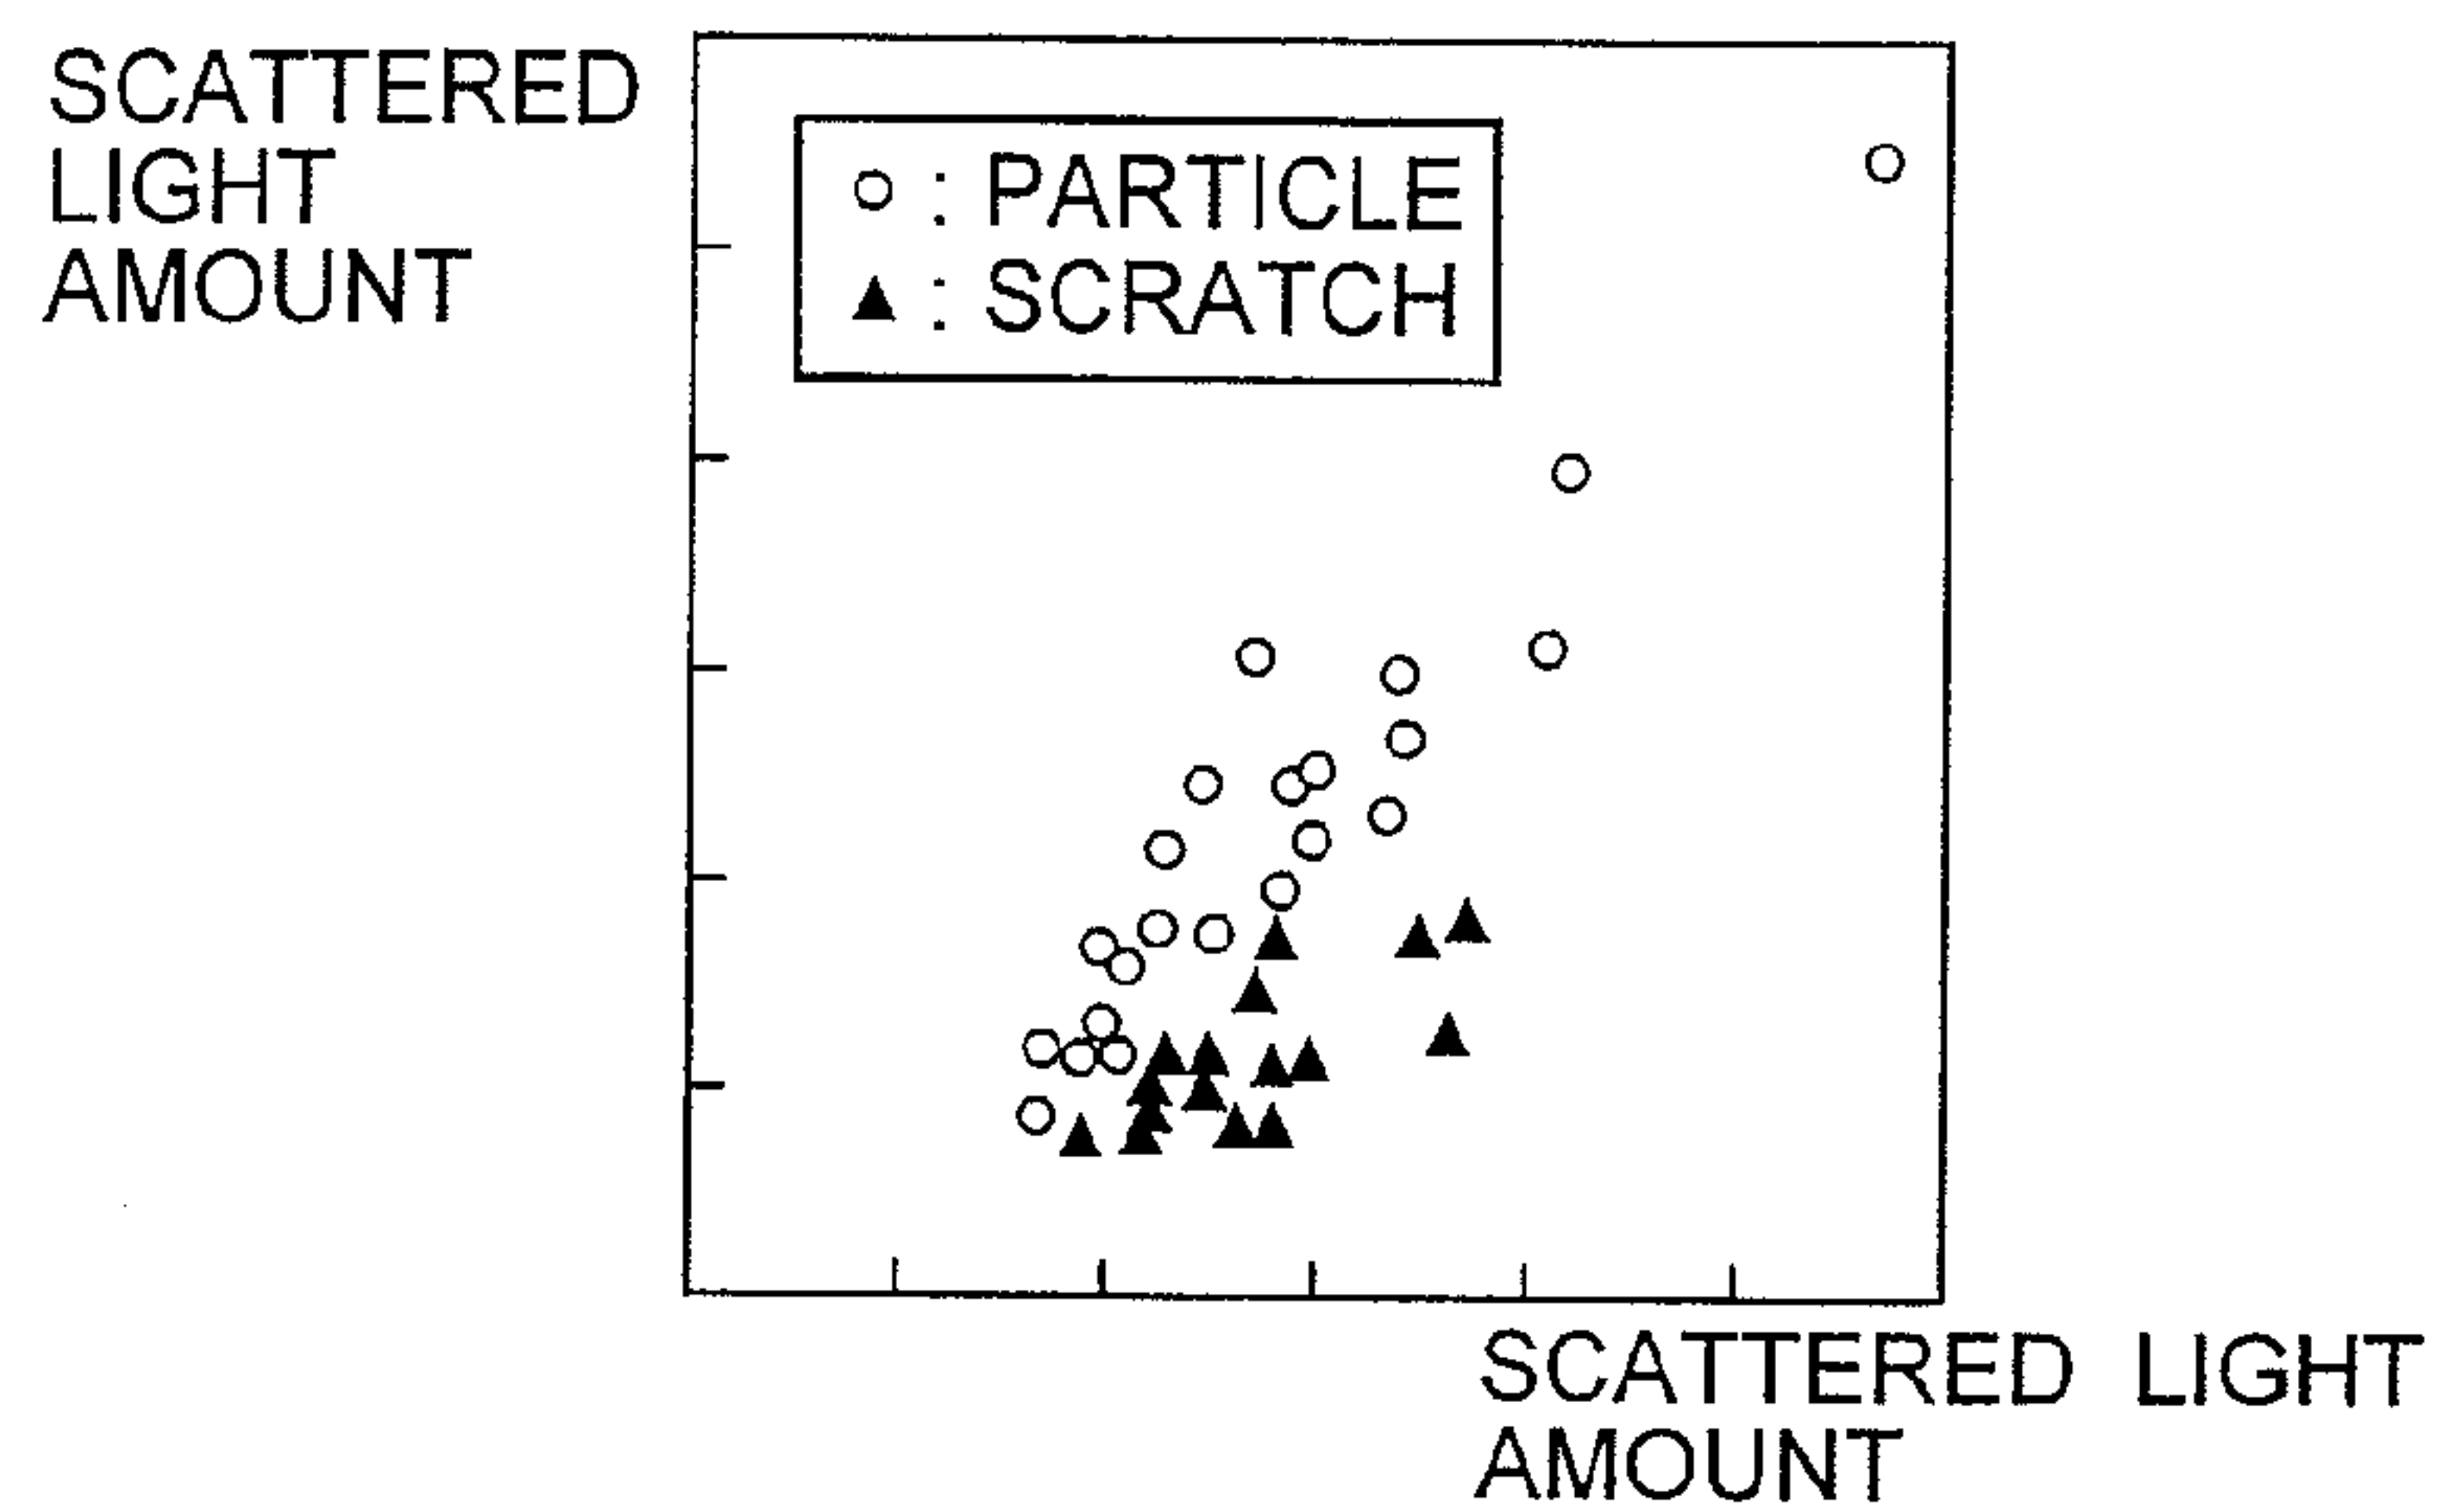 SCATTERED
LIGHT
AMOUNT
○ : PARTICLE
▲ : SCRATCH
SCATTERED LIGHT
AMOUNT